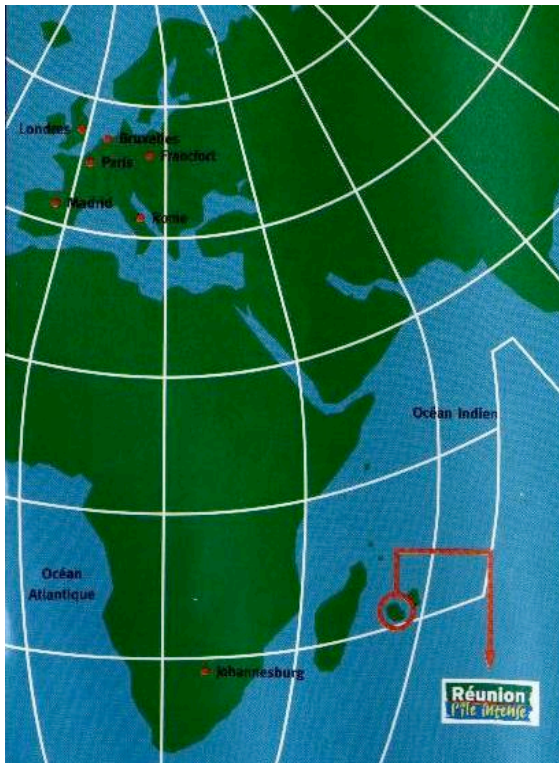 Londres
Bruxelles
Paris
Francfort
Madrid
Rome
Océan Indien
Océan
Atlantique
Johannesburg
Réunion
l'île intense